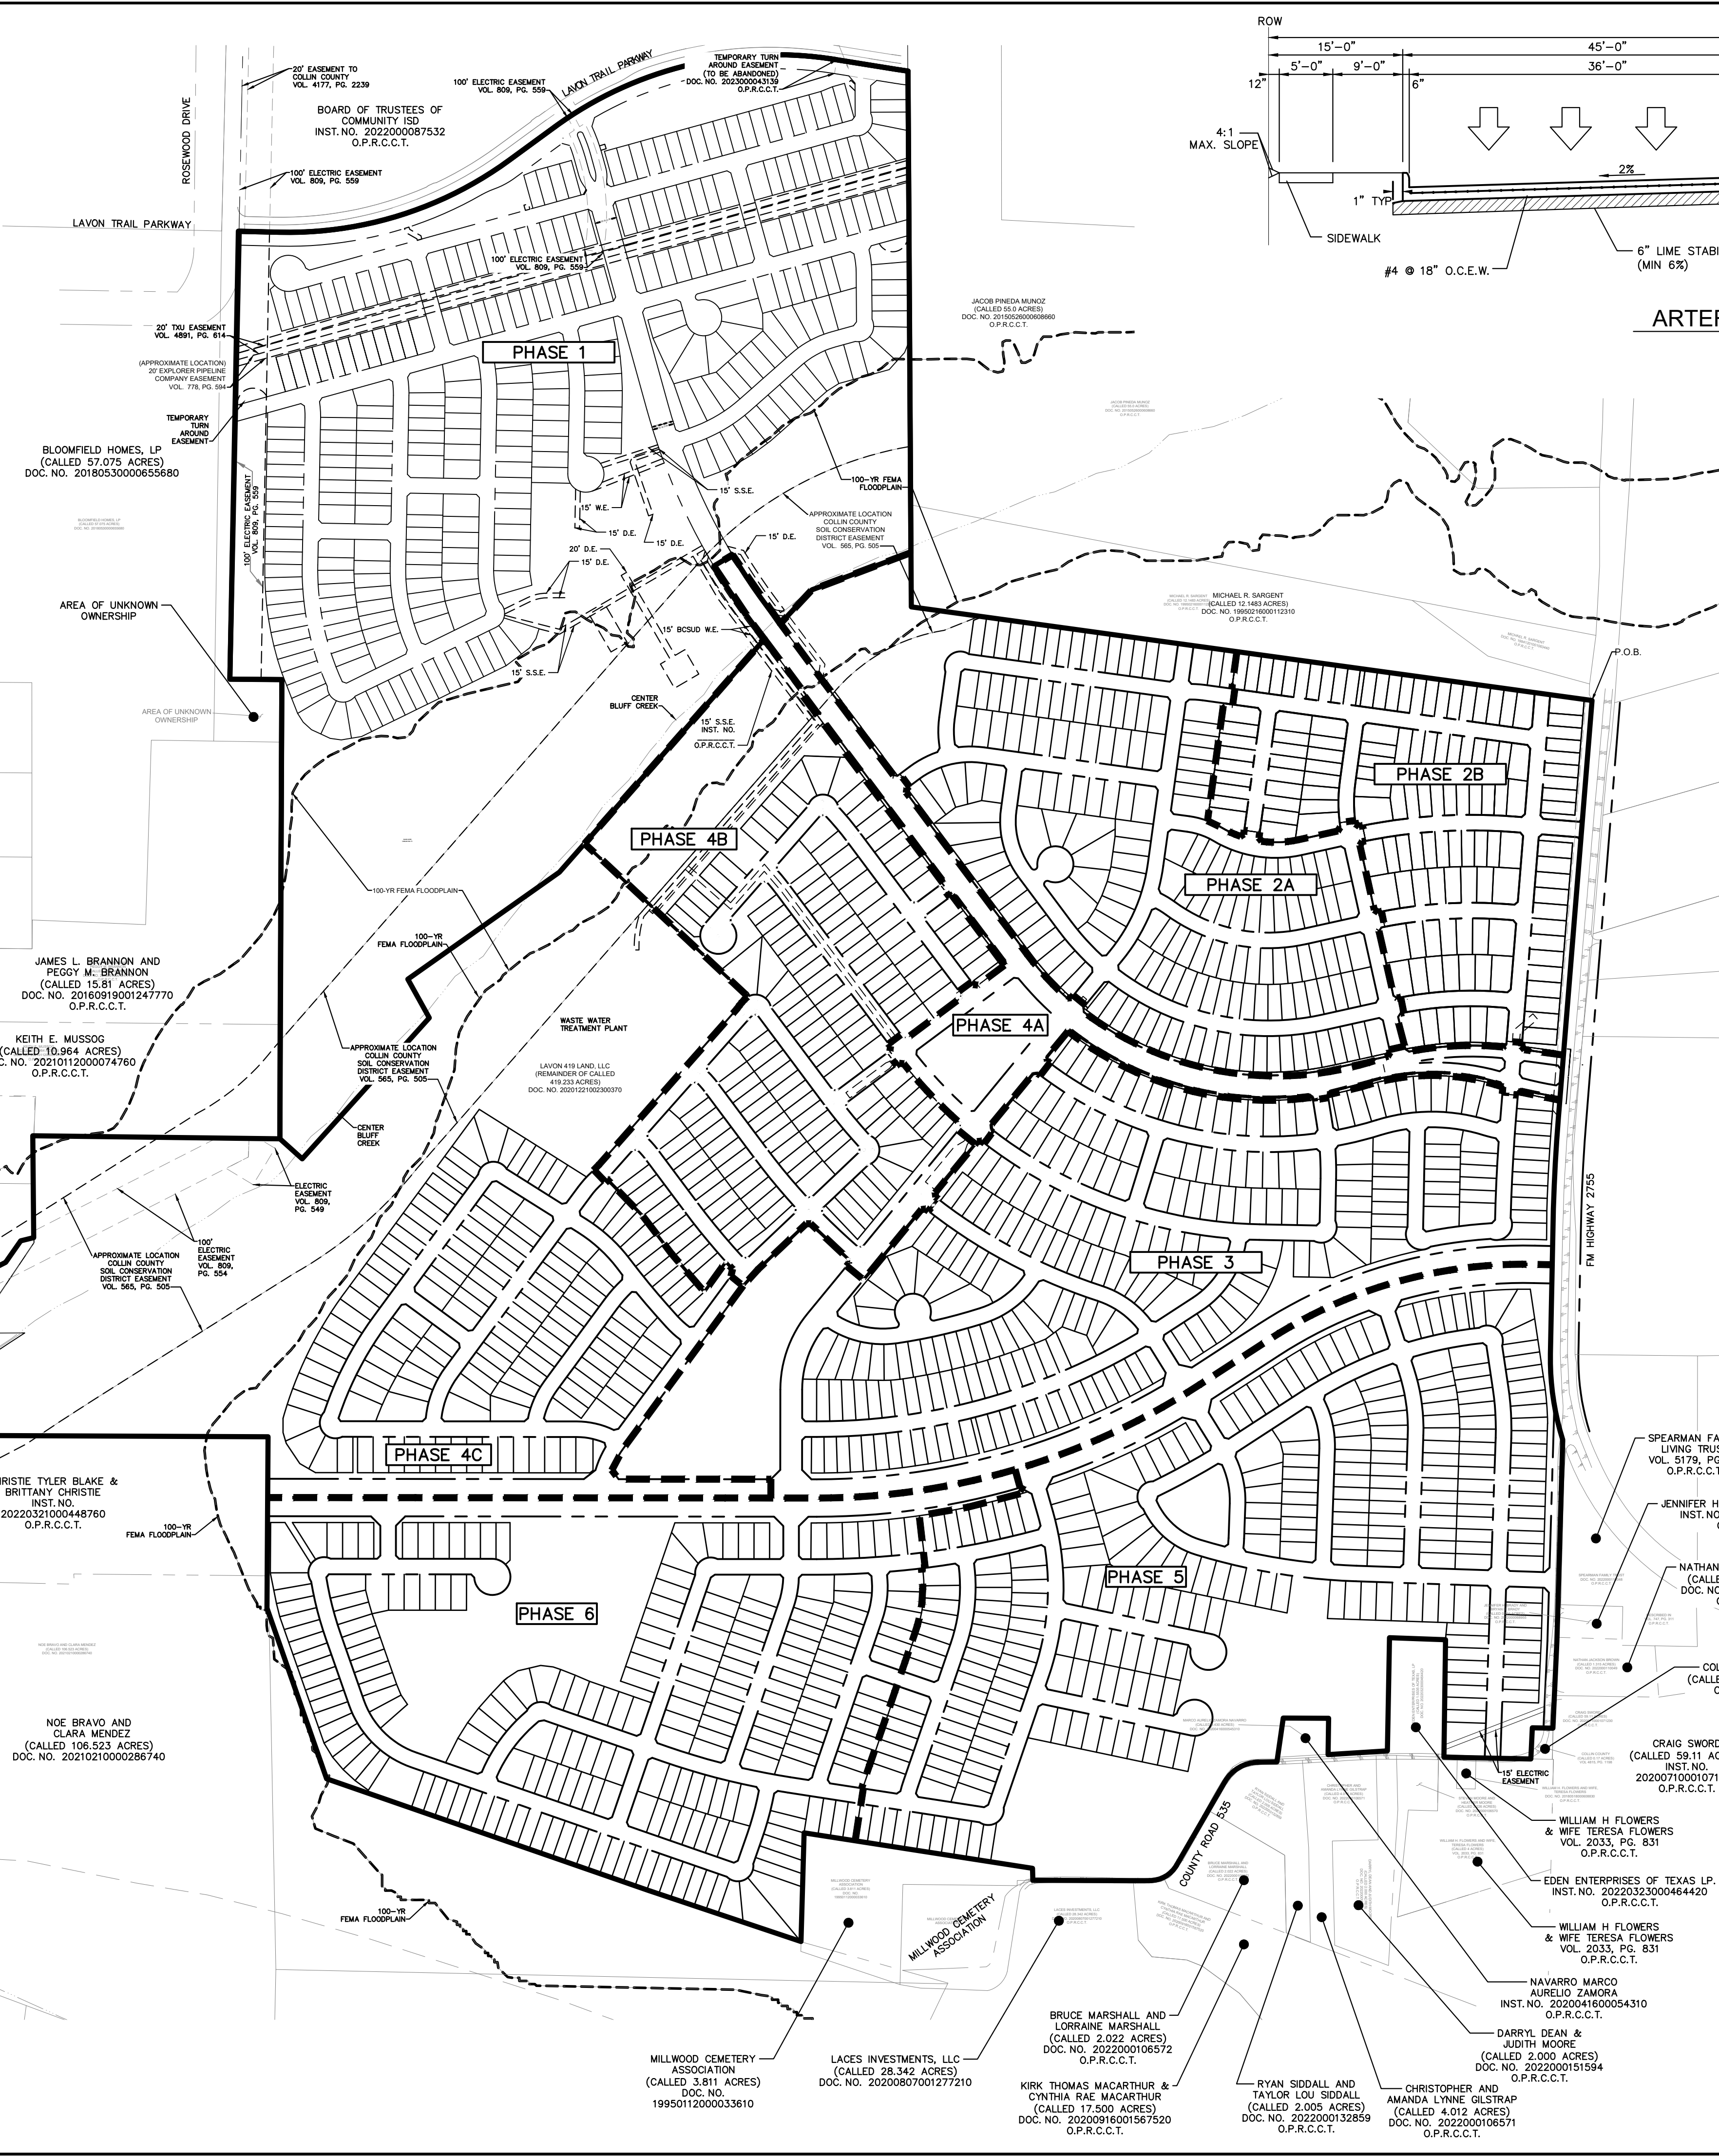 ROW
15'-0"
45'-0"
5'-0"
9'-0"
36'-0"
12"
6"
4:1
MAX. SLOPE
2%
1" TYP
SIDEWALK
#4 @ 18" O.C.E.W.
6" LIME STABI
(MIN 6%)
ARTER
ROSEWOOD DRIVE
20' EASEMENT TO
COLLIN COUNTY
VOL. 4177, PG. 2239
BOARD OF TRUSTEES OF
COMMUNITY ISD
INST. NO. 2022000087532
O.P.R.C.C.T.
100' ELECTRIC EASEMENT
VOL. 809, PG. 559
LAVON TRAIL PARKWAY
TEMPORARY TURN
AROUND EASEMENT
(TO BE ABANDONED)
DOC. NO. 2023000043139
O.P.R.C.C.T.
100' ELECTRIC EASEMENT
VOL. 809, PG. 559
LAVON TRAIL PARKWAY
100' ELECTRIC EASEMENT
VOL. 809, PG. 559
20' TXU EASEMENT
VOL. 4891, PG. 614
(APPROXIMATE LOCATION)
20' EXPLORER PIPELINE
COMPANY EASEMENT
VOL. 778, PG. 594
TEMPORARY
TURN
AROUND
EASEMENT
PHASE 1
JACOB PINEDA MUNOZ
(CALLED 55.0 ACRES)
DOC. NO. 20150526000608660
O.P.R.C.C.T.
BLOOMFIELD HOMES, LP
(CALLED 57.075 ACRES)
DOC. NO. 20180530000655680
100' ELECTRIC EASEMENT
VOL. 809, PG. 559
15' S.S.E.
15' W.E.
15' D.E.
15' D.E.
20' D.E.
15' D.E.
15' D.E.
100-YR FEMA
FLOODPLAIN
APPROXIMATE LOCATION
COLLIN COUNTY
SOIL CONSERVATION
DISTRICT EASEMENT
VOL. 565, PG. 505
AREA OF UNKNOWN
OWNERSHIP
AREA OF UNKNOWN
OWNERSHIP
15' BCSUD W.E.
15' S.S.E.
CENTER
BLUFF CREEK
15' S.S.E.
INST. NO.
O.P.R.C.C.T.
MICHAEL R. SARGENT
(CALLED 12.1483 ACRES)
DOC. NO. 19950216000112310
O.P.R.C.C.T.
P.O.B.
PHASE 2B
PHASE 4B
PHASE 2A
100-YR FEMA FLOODPLAIN
100-YR
FEMA FLOODPLAIN
JAMES L. BRANNON AND
PEGGY M. BRANNON
(CALLED 15.81 ACRES)
DOC. NO. 20160919001247770
O.P.R.C.C.T.
KEITH E. MUSSOG
(CALLED 10.964 ACRES)
C. NO. 20210112000074760
O.P.R.C.C.T.
WASTE WATER
TREATMENT PLANT
PHASE 4A
APPROXIMATE LOCATION
COLLIN COUNTY
SOIL CONSERVATION
DISTRICT EASEMENT
VOL. 565, PG. 505
LAVON 419 LAND, LLC
(REMAINDER OF CALLED
419.233 ACRES)
DOC. NO. 20201221002300370
CENTER
BLUFF
CREEK
ELECTRIC
EASEMENT
VOL. 809,
PG. 549
100'
ELECTRIC
EASEMENT
VOL. 809,
PG. 554
APPROXIMATE LOCATION
COLLIN COUNTY
SOIL CONSERVATION
DISTRICT EASEMENT
VOL. 565, PG. 505
FM HIGHWAY 2755
PHASE 3
PHASE 4C
RISTIE TYLER BLAKE &
BRITTANY CHRISTIE
INST. NO.
20220321000448760
O.P.R.C.C.T.
100-YR
FEMA FLOODPLAIN
SPEARMAN FA
LIVING TRUS
VOL. 5179, PG
O.P.R.C.C.T
JENNIFER H
INST. NO
NATHAN
(CALLE
DOC. NO
PHASE 5
PHASE 6
COL
(CALLE
NOE BRAVO AND
CLARA MENDEZ
(CALLED 106.523 ACRES)
DOC. NO. 20210210000286740
CRAIG SWORD
(CALLED 59.11 AC
INST. NO.
20200710001071
O.P.R.C.C.T.
15' ELECTRIC
EASEMENT
COUNTY ROAD 535
WILLIAM H FLOWERS
& WIFE TERESA FLOWERS
VOL. 2033, PG. 831
O.P.R.C.C.T.
EDEN ENTERPRISES OF TEXAS LP.
INST. NO. 20220323000464420
O.P.R.C.C.T.
WILLIAM H FLOWERS
& WIFE TERESA FLOWERS
VOL. 2033, PG. 831
O.P.R.C.C.T.
100-YR
FEMA FLOODPLAIN
MILLWOOD CEMETERY
ASSOCIATION
NAVARRO MARCO
AURELIO ZAMORA
INST. NO. 2020041600054310
O.P.R.C.C.T.
DARRYL DEAN &
JUDITH MOORE
(CALLED 2.000 ACRES)
DOC. NO. 2022000151594
O.P.R.C.C.T.
MILLWOOD CEMETERY
ASSOCIATION
(CALLED 3.811 ACRES)
DOC. NO.
19950112000033610
LACES INVESTMENTS, LLC
(CALLED 28.342 ACRES)
DOC. NO. 20200807001277210
BRUCE MARSHALL AND
LORRAINE MARSHALL
(CALLED 2.022 ACRES)
DOC. NO. 2022000106572
O.P.R.C.C.T.
KIRK THOMAS MACARTHUR &
CYNTHIA RAE MACARTHUR
(CALLED 17.500 ACRES)
DOC. NO. 20200916001567520
O.P.R.C.C.T.
RYAN SIDDALL AND
TAYLOR LOU SIDDALL
(CALLED 2.005 ACRES)
DOC. NO. 2022000132859
O.P.R.C.C.T.
CHRISTOPHER AND
AMANDA LYNNE GILSTRAP
(CALLED 4.012 ACRES)
DOC. NO. 2022000106571
O.P.R.C.C.T.